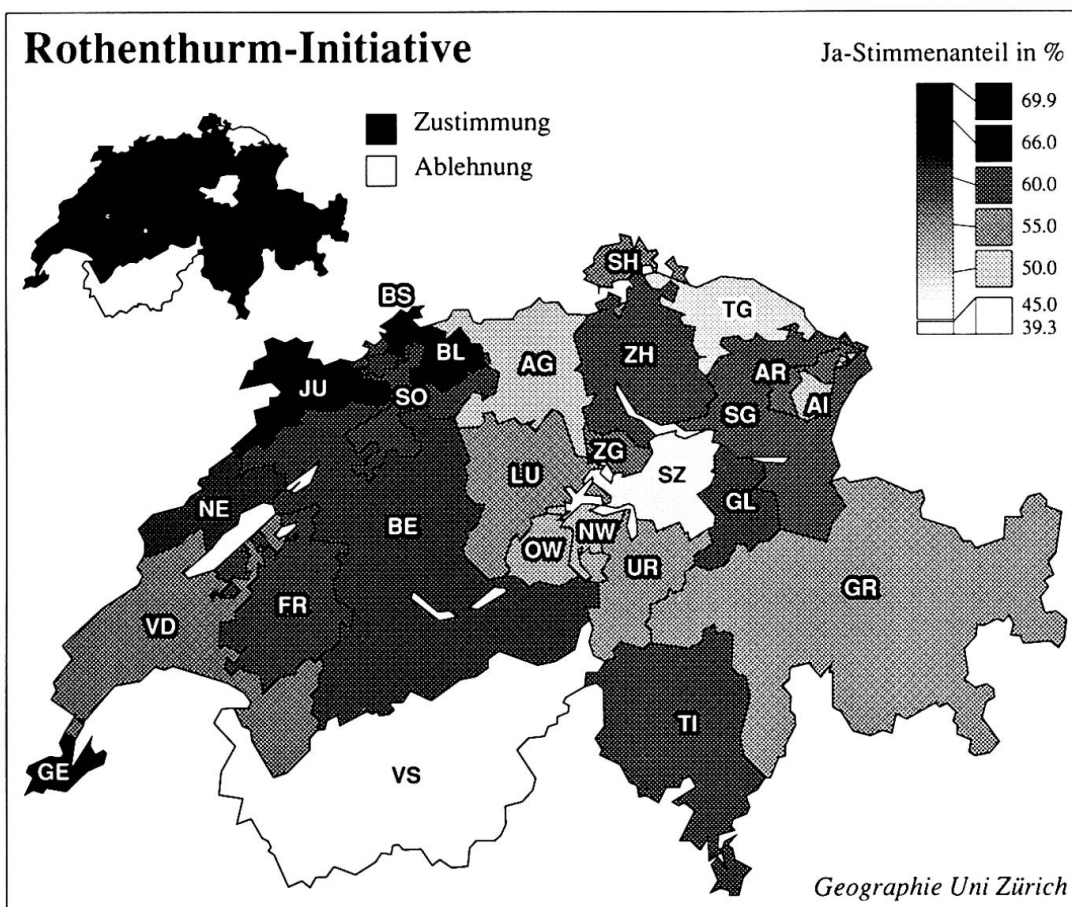 Rothenthurm-Initiative
Ja-Stimmenanteil in %
Zustimmung
Ablehnung
69.9
66.0
60.0
55.0
50.0
45.0
39.3
SH
BS
TG
BL
AG
ZH
JU
AR
SO
AI
SG
ZG
LU
SZ
NE
GL
BE
NW
OW
UR
GR
FR
VD
TI
GE
VS
Geographie Uni Zürich